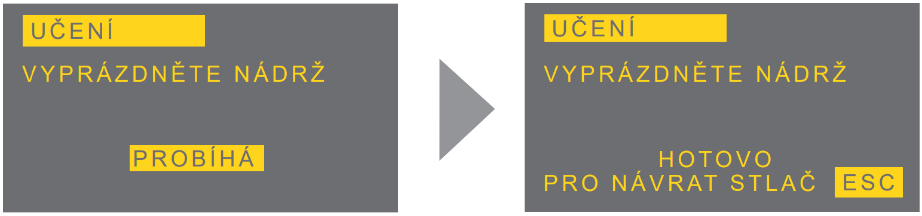 UČENÍ
VYPRÁZDNĚTE NÁDRŽ
PROBÍHÁ
UČENÍ
VYPRÁZDNĚTE NÁDRŽ
HOTOVO
PRO NÁVRAT STLAČ ESC